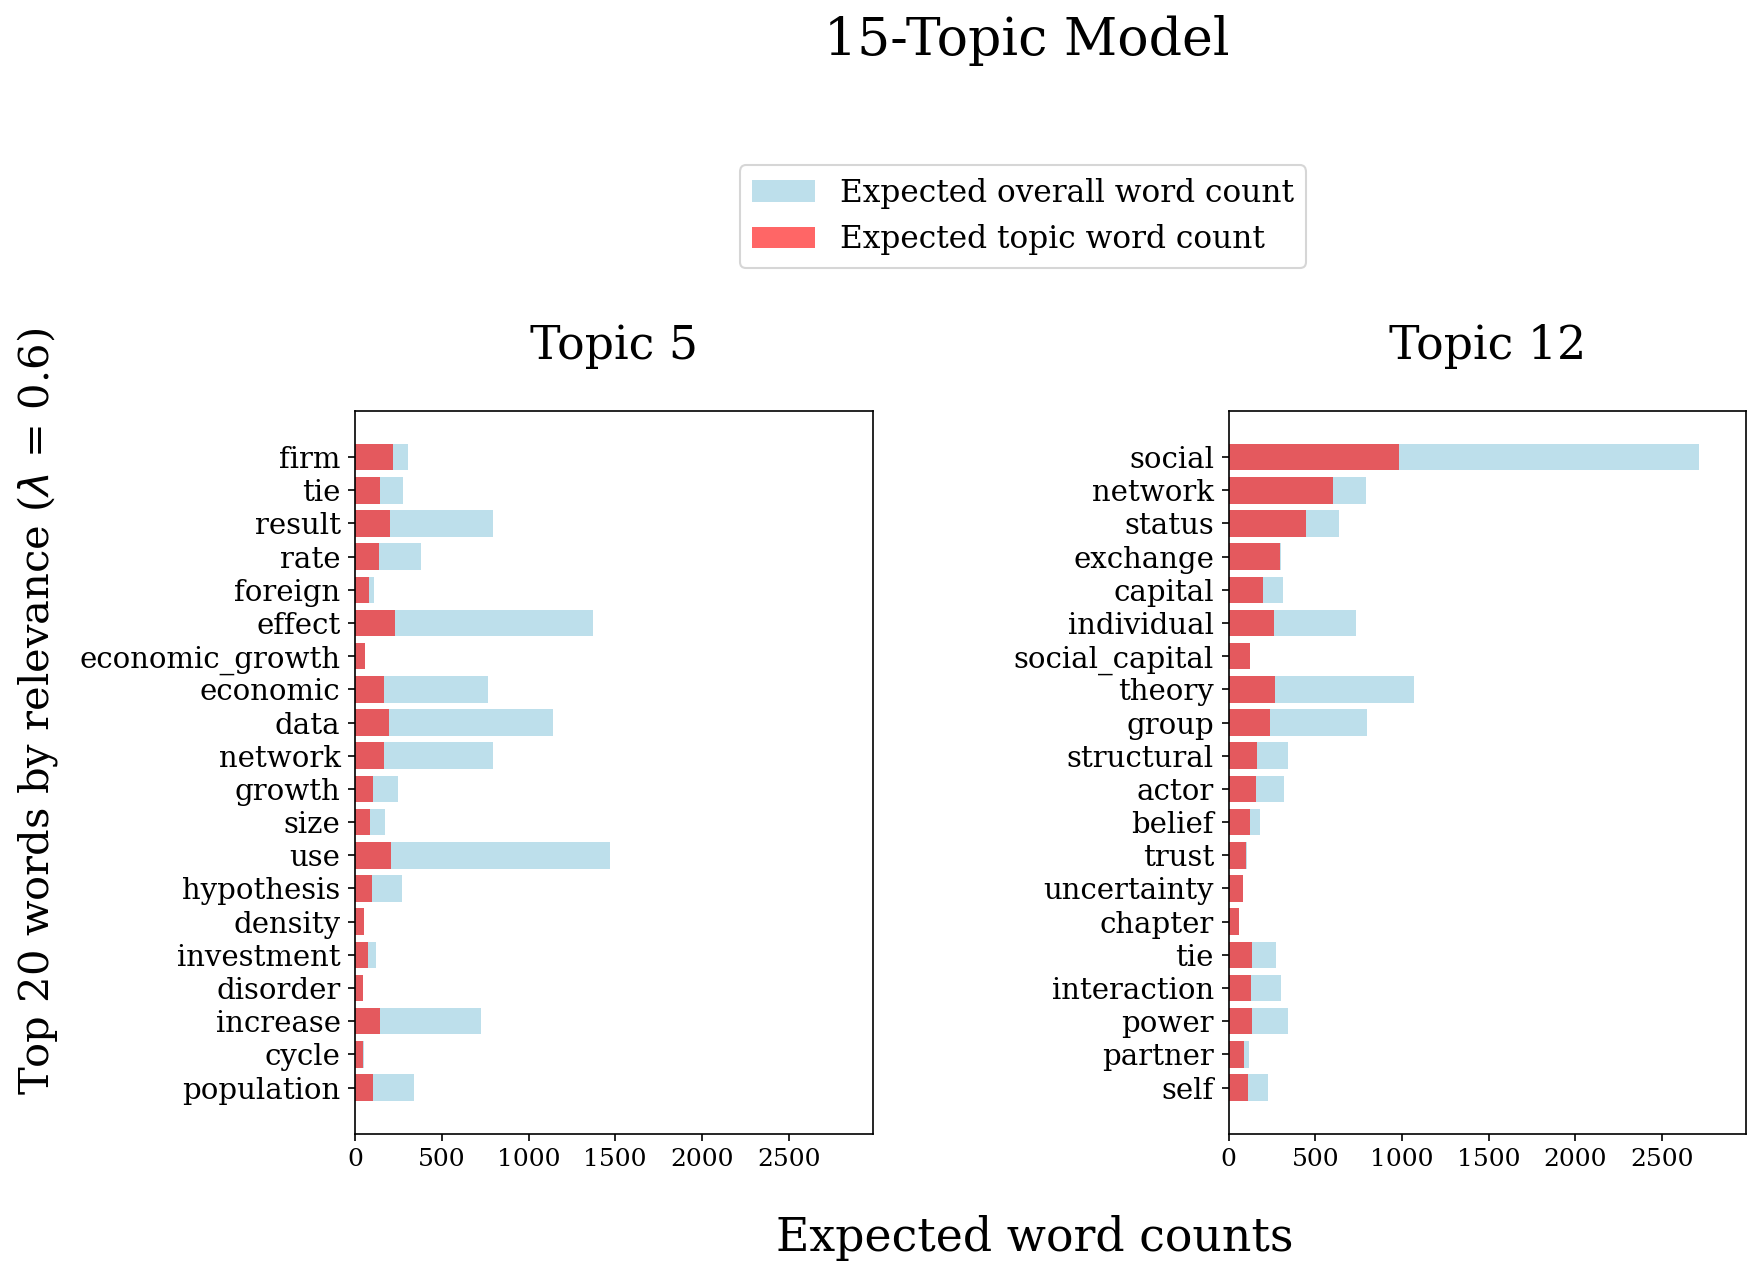 15-Topic Model
Expected overall word count
Expected topic word count
Top 20 words by relevance (λ = 0.6)
Topic 5
firm
tie
result
rate
foreign
effect
economic_growth
economic
data
network
growth
size
use
hypothesis
density
investment
disorder
increase
cycle
population
0 500 1000 1500 2000 2500
Topic 12
social
network
status
exchange
capital
individual
social_capital
theory
group
structural
actor
belief
trust
uncertainty
chapter
tie
interaction
power
partner
self
0 500 1000 1500 2000 2500
Expected word counts